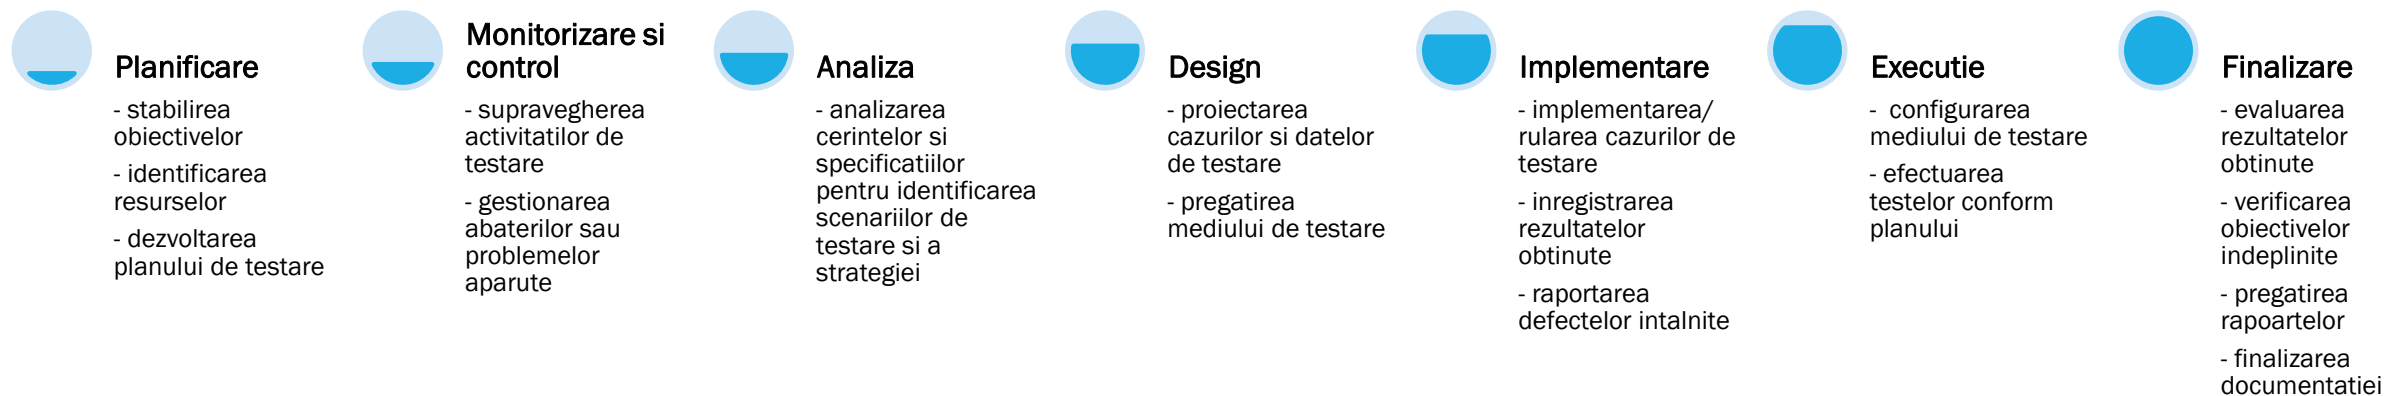 Planificare
- stabilirea
obiectivelor
- identificarea
resurselor
- dezvoltarea
planului de testare
Monitorizare si
control
- supravegherea
activitatilor de
testare
- gestionarea
abaterilor sau
problemelor
aparute
Analiza
- analizarea
cerintelor si
specificatiilor
pentru identificarea
scenariilor de
testare si a
strategiei
Design
- proiectarea
cazurilor si datelor
de testare
- pregatirea
mediului de testare
Implementare
- implementarea/
rularea cazurilor de
testare
- inregistrarea
rezultatelor
obtinute
- raportarea
defectelor intalnite
Executie
-  configurarea
mediului de testare
- efectuarea
testelor conform
planului
Finalizare
- evaluarea
rezultatelor
obtinute
- verificarea
obiectivelor
indeplinite
- pregatirea
rapoartelor
- finalizarea
documentatiei